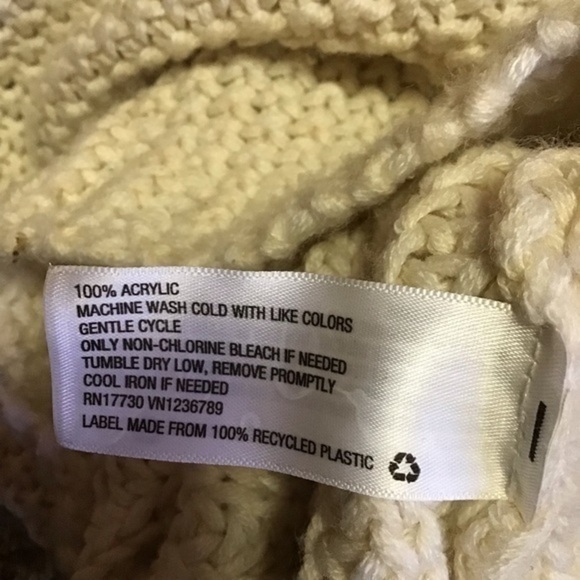 100% ACRYLIC
MACHINE WASH COLD WITH LIKE COLORS
GENTLE CYCLE
ONLY NON-CHLORINE BLEACH IF NEEDED
TUMBLE DRY LOW, REMOVE PROMPTLY
COOL IRON IF NEEDED
RN17730 VN1236789
LABEL MADE FROM 100% RECYCLED PLASTIC